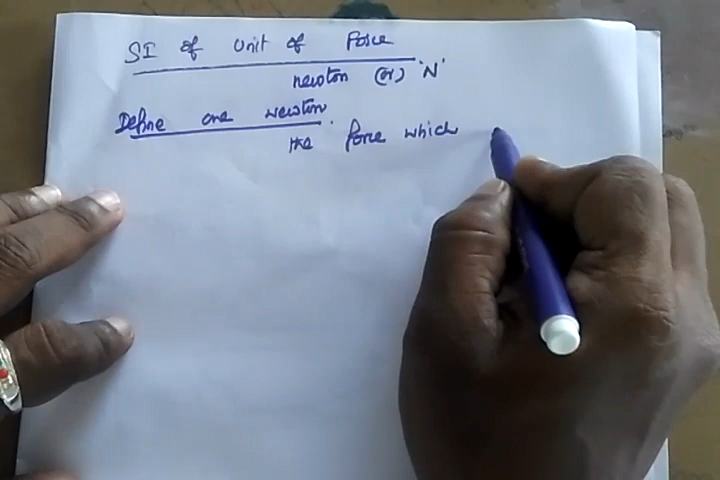 SI of Unit of Force
newton (or) 'N'
Define one Newton.
the force which